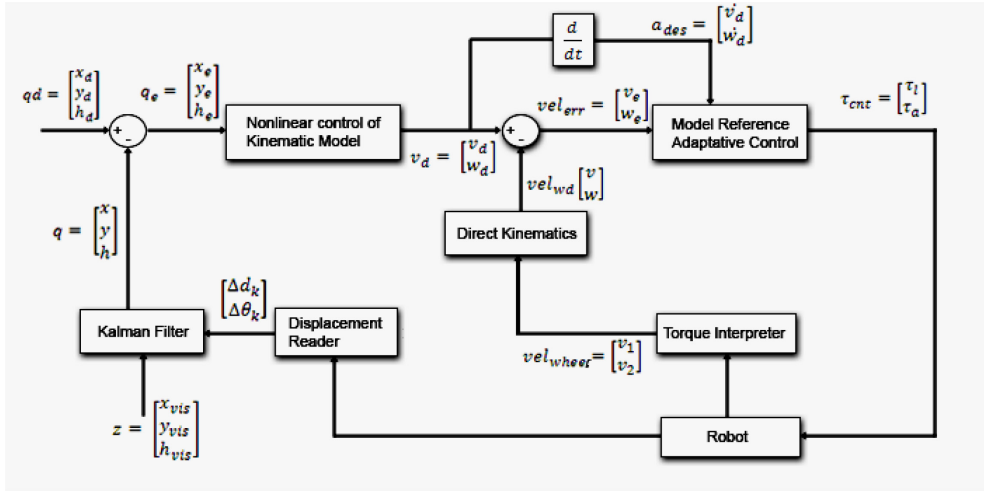 d
dt
a_des = [v̇_d ẇ_d]
qd = [x_d y_d h_d]
q_e = [x_e y_e h_e]
vel_err = [v_e w_e]
τ_cnt = [τ_l τ_a]
+
-
Nonlinear control of
Kinematic Model
+
-
Model Reference
Adaptative Control
v_d = [v_d w_d]
vel_wd [v w]
q = [x y h]
Direct Kinematics
[Δd_k Δθ_k]
Kalman Filter
Displacement
Reader
Torque Interpreter
vel_wheel = [v_1 v_2]
z = [x_vis y_vis h_vis]
Robot